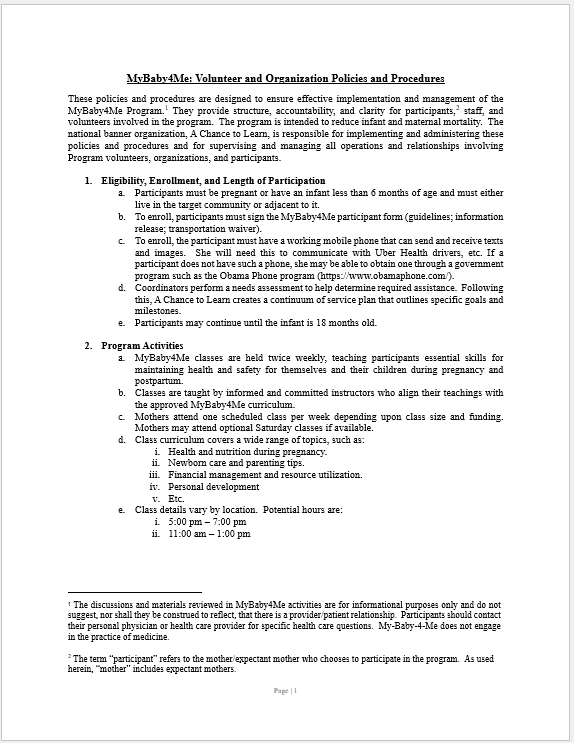 MyBaby4Me: Volunteer and Organization Policies and Procedures
These policies and procedures are designed to ensure effective implementation and management of the
MyBaby4Me Program.¹ They provide structure, accountability, and clarity for participants,² staff, and
volunteers involved in the program. The program is intended to reduce infant and maternal mortality. The
national banner organization, A Chance to Learn, is responsible for implementing and administering these
policies and procedures and for supervising and managing all operations and relationships involving
Program volunteers, organizations, and participants.
1. Eligibility, Enrollment, and Length of Participation
a. Participants must be pregnant or have an infant less than 6 months of age and must either
live in the target community or adjacent to it.
b. To enroll, participants must sign the MyBaby4Me participant form (guidelines; information
release; transportation waiver).
c. To enroll, the participant must have a working mobile phone that can send and receive texts
and images. She will need this to communicate with Uber Health drivers, etc. If a
participant does not have such a phone, she may be able to obtain one through a government
program such as the Obama Phone program (https://www.obamaphone.com/).
d. Coordinators perform a needs assessment to help determine required assistance. Following
this, A Chance to Learn creates a continuum of service plan that outlines specific goals and
milestones.
e. Participants may continue until the infant is 18 months old.
2. Program Activities
a. MyBaby4Me classes are held twice weekly, teaching participants essential skills for
maintaining health and safety for themselves and their children during pregnancy and
postpartum.
b. Classes are taught by informed and committed instructors who align their teachings with
the approved MyBaby4Me curriculum.
c. Mothers attend one scheduled class per week depending upon class size and funding.
Mothers may attend optional Saturday classes if available.
d. Class curriculum covers a wide range of topics, such as:
i. Health and nutrition during pregnancy.
ii. Newborn care and parenting tips.
iii. Financial management and resource utilization.
iv. Personal development
v. Etc.
e. Class details vary by location. Potential hours are:
i. 5:00 pm – 7:00 pm
ii. 11:00 am – 1:00 pm
¹ The discussions and materials reviewed in MyBaby4Me activities are for informational purposes only and do not
suggest, nor shall they be construed to reflect, that there is a provider/patient relationship. Participants should contact
their personal physician or health care provider for specific health care questions. My-Baby-4-Me does not engage
in the practice of medicine.
² The term “participant” refers to the mother/expectant mother who chooses to participate in the program. As used
herein, “mother” includes expectant mothers.
Page | 1